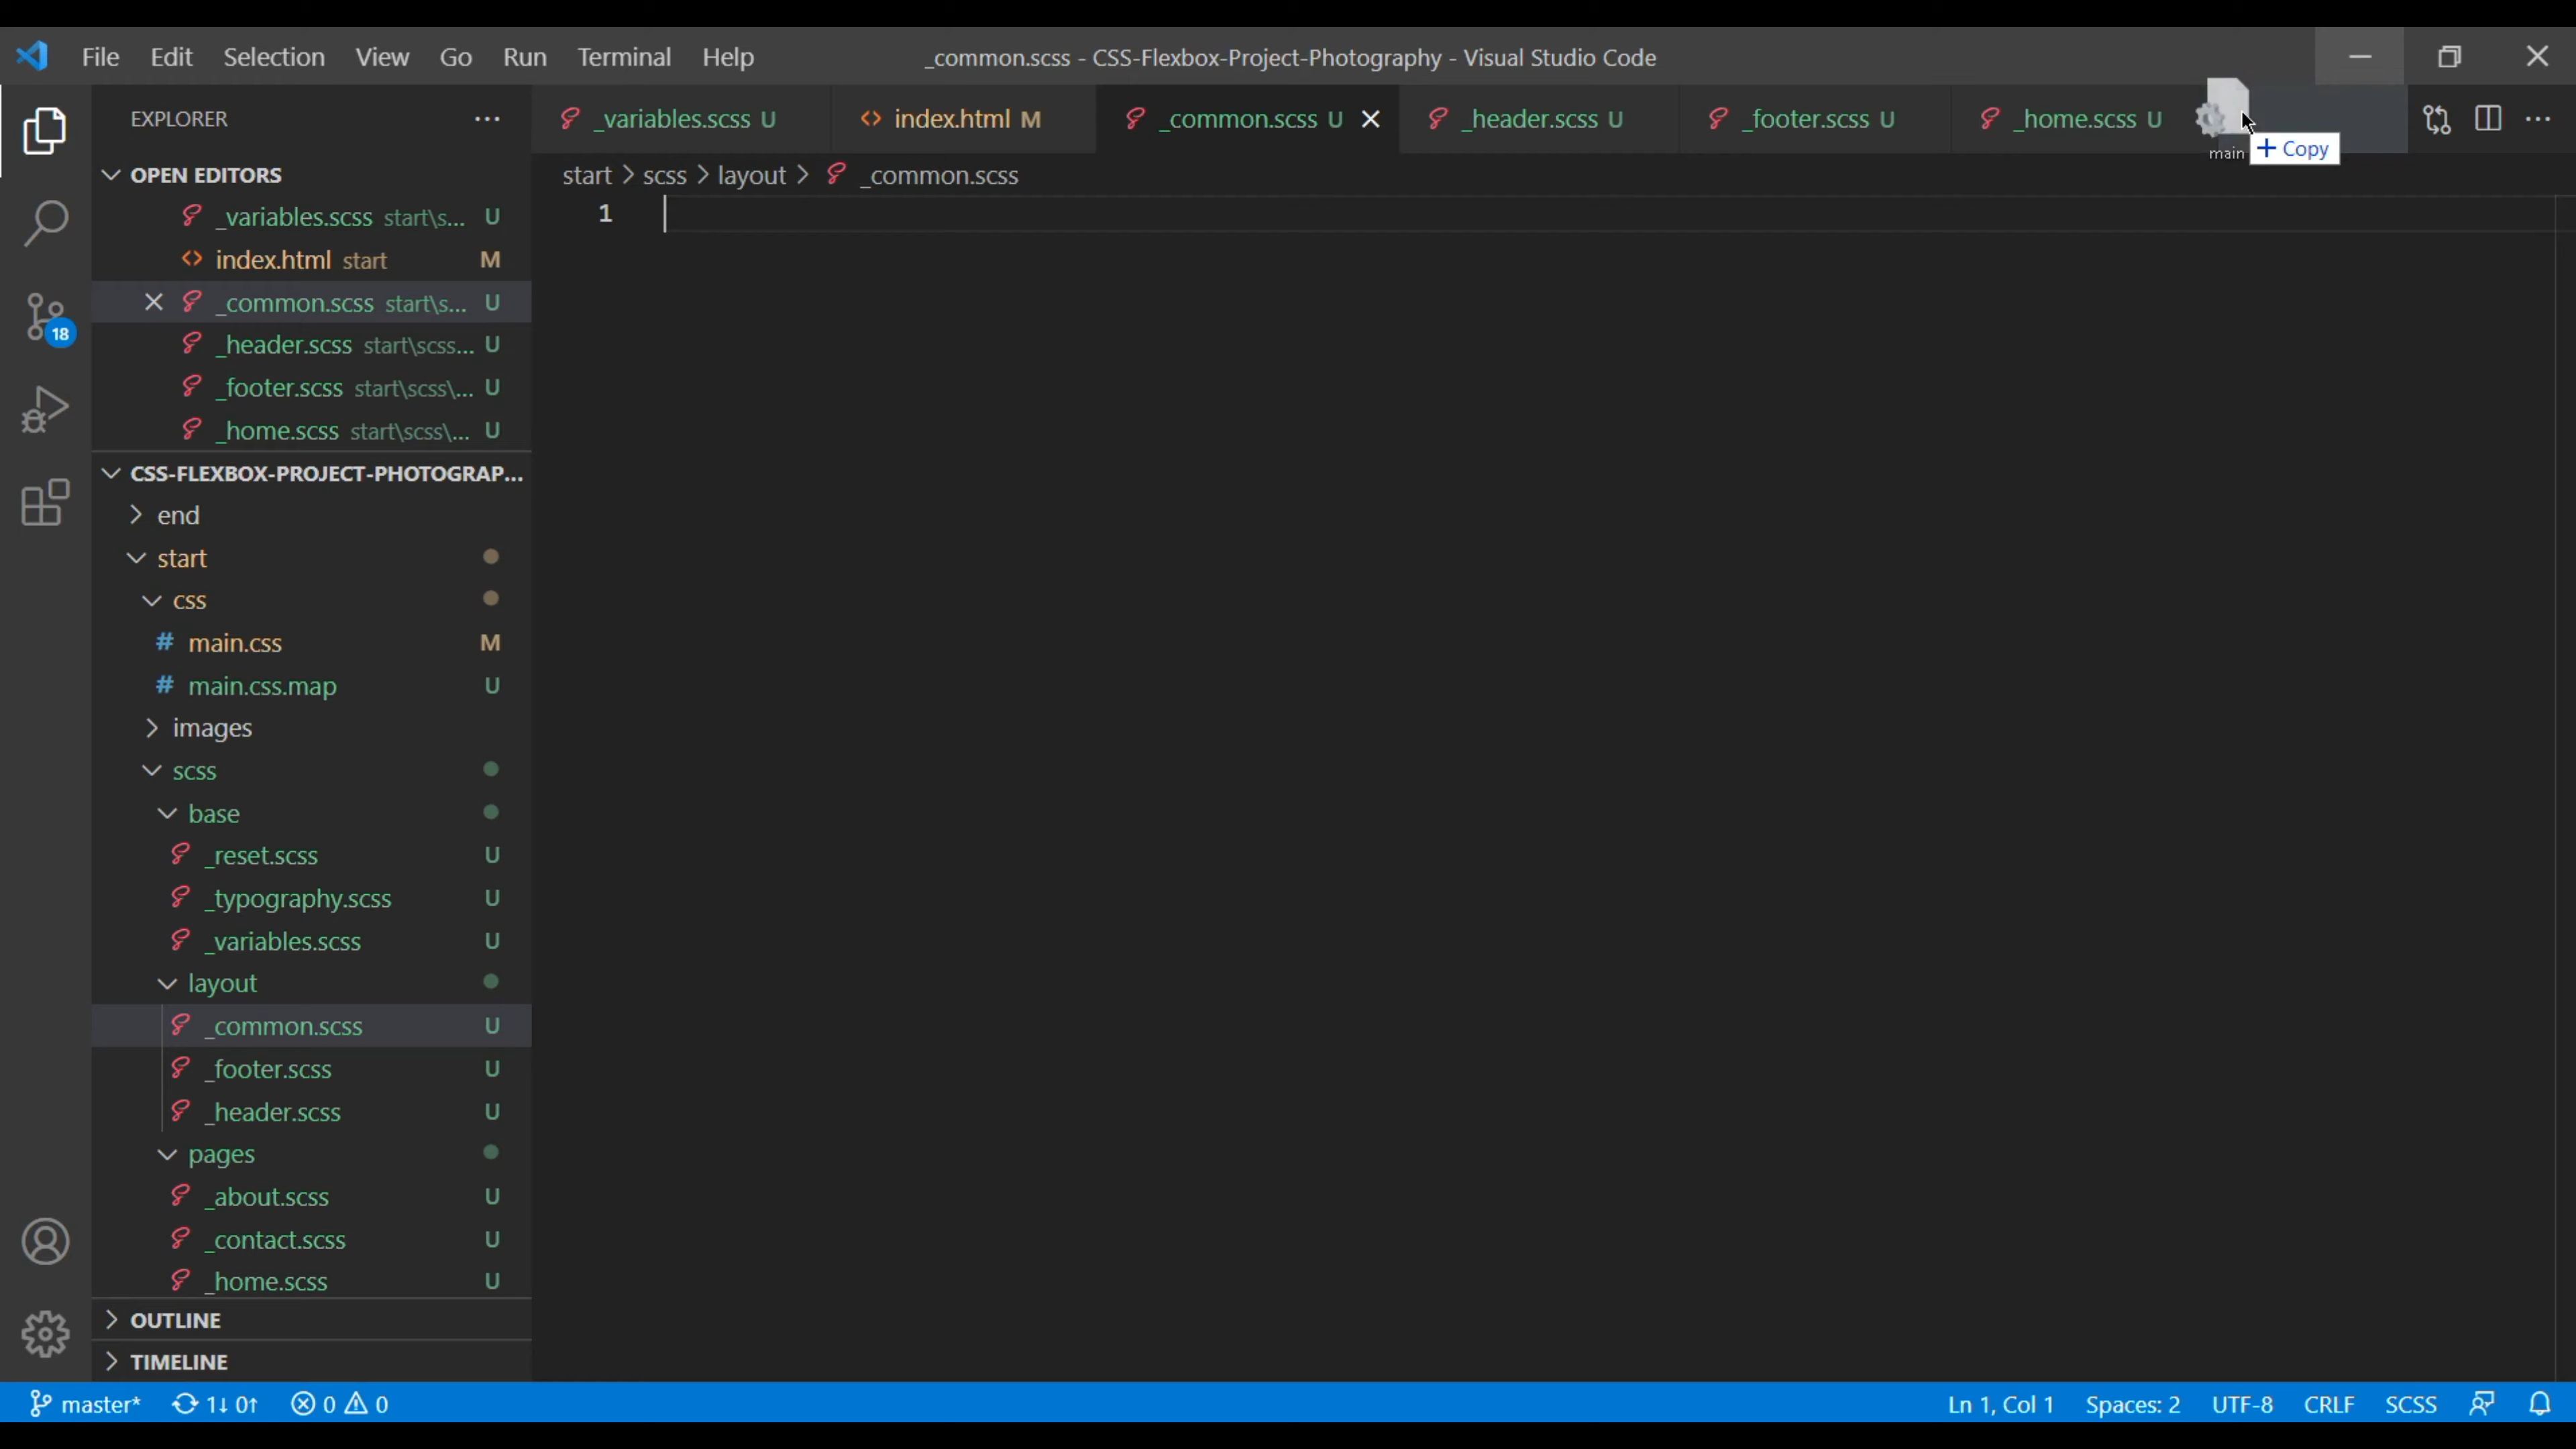 File Edit Selection View Go Run Terminal Help
_common.scss - CSS-Flexbox-Project-Photography - Visual Studio Code
EXPLORER
_variables.scss U
index.html M
_common.scss U
_header.scss U
_footer.scss U
_home.scss U
main
+ Copy
start > scss > layout > _common.scss
1
OPEN EDITORS
_variables.scss start\s... U
index.html start M
_common.scss start\s... U
_header.scss start\scss... U
_footer.scss start\scss\... U
_home.scss start\scss\... U
18
CSS-FLEXBOX-PROJECT-PHOTOGRAP...
end
start
css
# main.css M
# main.css.map U
images
scss
base
_reset.scss U
_typography.scss U
_variables.scss U
layout
_common.scss U
_footer.scss U
_header.scss U
pages
_about.scss U
_contact.scss U
_home.scss U
OUTLINE
TIMELINE
master* 1↓ 0↑ 0 0
Ln 1, Col 1 Spaces: 2 UTF-8 CRLF SCSS